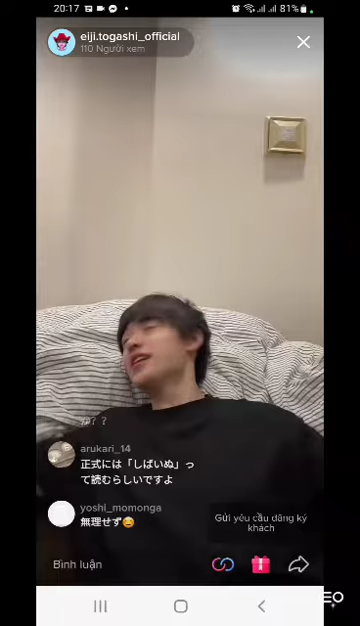 20:17
81%
eiji.togashi_official
110 Người xem
#? ?
arukari_14
正式には「しばいぬ」っ
て読むらしいですよ
yoshi_momonga
無理せず😊
Gửi yêu cầu đăng ký
khách
Bình luận